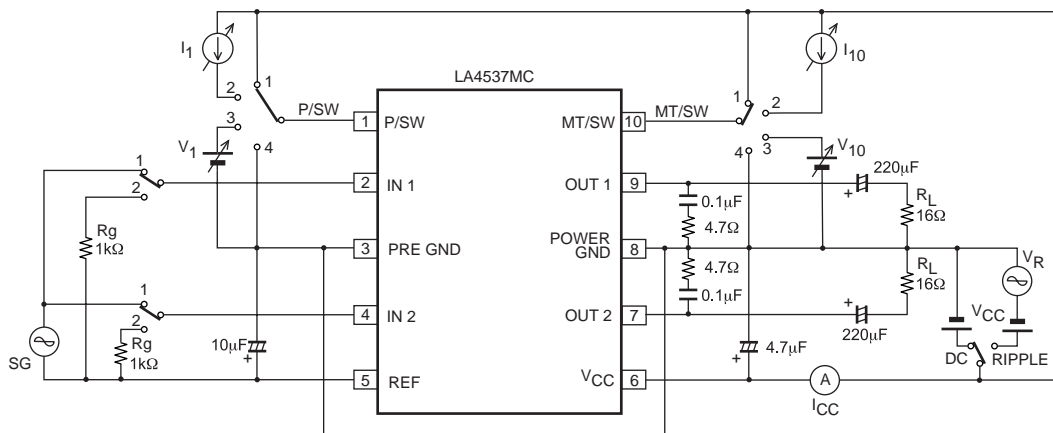 I1
1
2
3
4
P/SW
V1
LA4537MC
1
P/SW
MT/SW
10
MT/SW
1
2
3
4
I10
V10
1
2
Rg
1kΩ
2
IN 1
OUT 1
9
0.1μF
4.7Ω
220μF
+
RL
16Ω
3
PRE GND
POWER
GND
8
4.7Ω
0.1μF
RL
16Ω
VR
1
2
Rg
1kΩ
SG
4
IN 2
OUT 2
7
+
220μF
VCC
DC
RIPPLE
10μF
+
5
REF
VCC
6
4.7μF
+
A
ICC